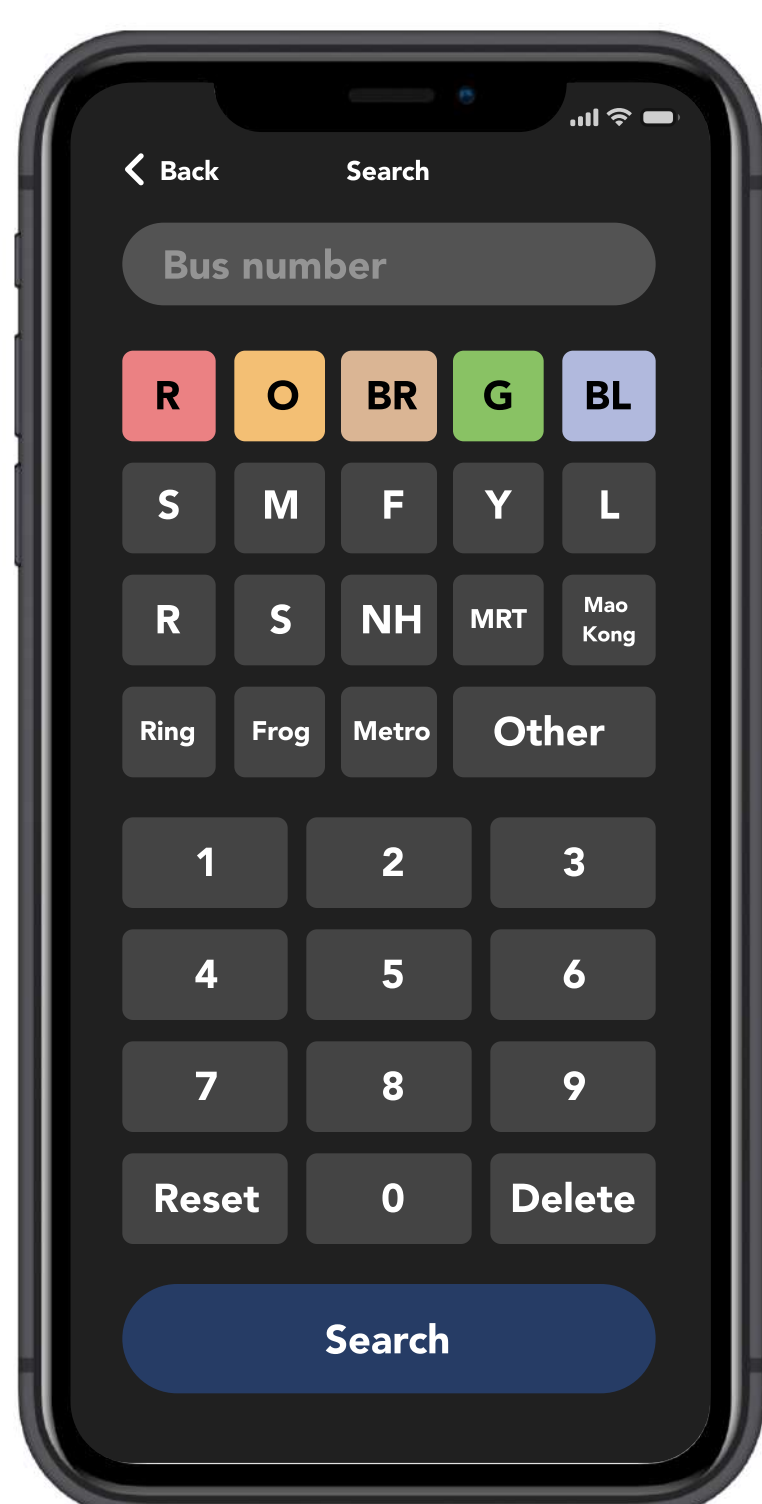 Back Search
Bus number
R O BR G BL
S M F Y L
R S NH MRT Mao
Kong
Ring Frog Metro Other
1 2 3
4 5 6
7 8 9
Reset 0 Delete
Search